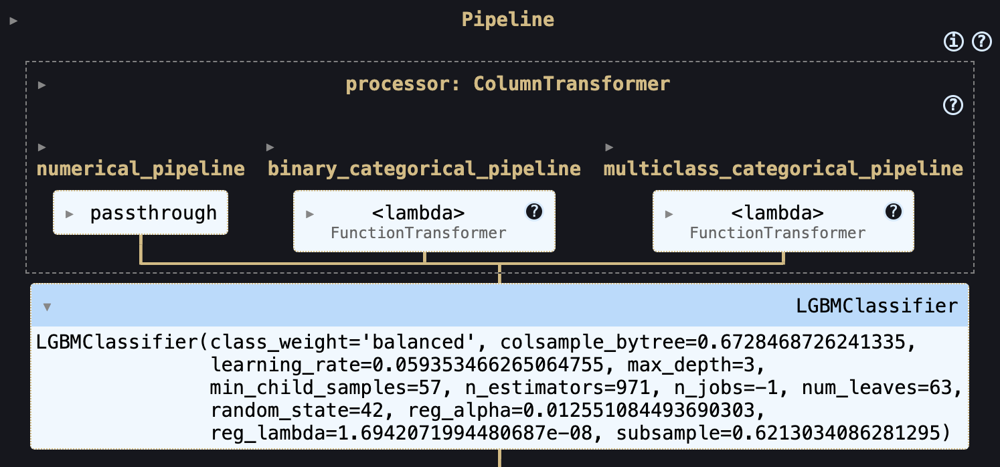 Pipeline
processor: ColumnTransformer
numerical_pipeline binary_categorical_pipeline multiclass_categorical_pipeline
passthrough <lambda> <lambda>
FunctionTransformer FunctionTransformer
LGBMClassifier
LGBMClassifier(class_weight='balanced', colsample_bytree=0.6728468726241335,
learning_rate=0.059353466265064755, max_depth=3,
min_child_samples=57, n_estimators=971, n_jobs=-1, num_leaves=63,
random_state=42, reg_alpha=0.012551084493690303,
reg_lambda=1.6942071994480687e-08, subsample=0.6213034086281295)